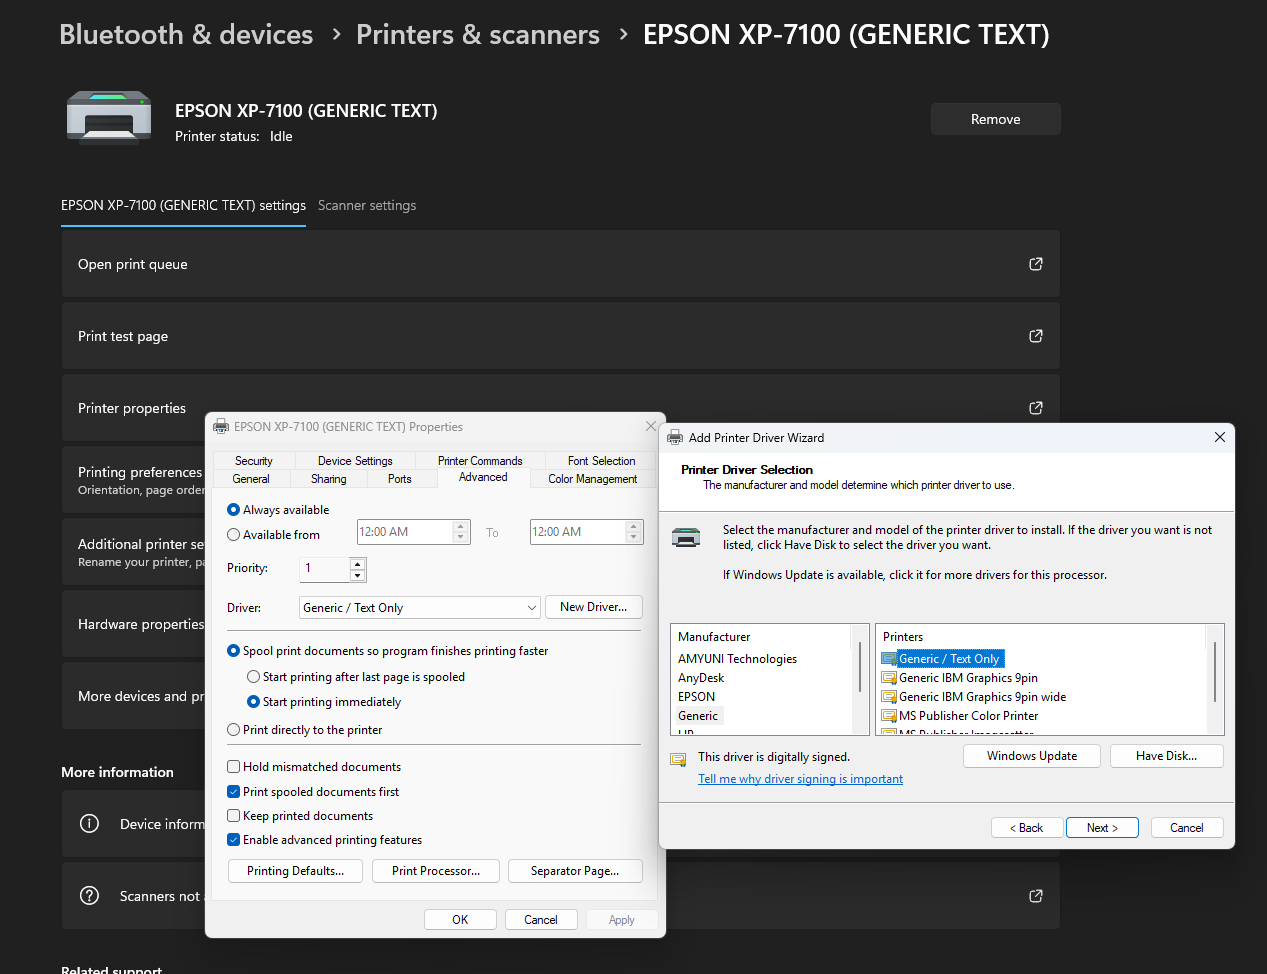 Bluetooth & devices > Printers & scanners > EPSON XP-7100 (GENERIC TEXT)
EPSON XP-7100 (GENERIC TEXT)
Printer status: Idle
Remove
EPSON XP-7100 (GENERIC TEXT) settings Scanner settings
Open print queue
Print test page
Printer properties
Printing preferences
Orientation, page order
Additional printer se
Rename your printer, pa
Hardware properties
More devices and pr
More information
Device inform
Scanners not
Related support
EPSON XP-7100 (GENERIC TEXT) Properties
Security Device Settings Printer Commands Font Selection
General Sharing Ports Advanced Color Management
Always available
Available from 12:00 AM To 12:00 AM
Priority: 1
Driver: Generic / Text Only New Driver...
Spool print documents so program finishes printing faster
Start printing after last page is spooled
Start printing immediately
Print directly to the printer
Hold mismatched documents
Print spooled documents first
Keep printed documents
Enable advanced printing features
Printing Defaults... Print Processor... Separator Page...
OK Cancel Apply
Add Printer Driver Wizard
Printer Driver Selection
The manufacturer and model determine which printer driver to use.
Select the manufacturer and model of the printer driver to install. If the driver you want is not
listed, click Have Disk to select the driver you want.
If Windows Update is available, click it for more drivers for this processor.
Manufacturer
AMYUNI Technologies
AnyDesk
EPSON
Generic
HP
Printers
Generic / Text Only
Generic IBM Graphics 9pin
Generic IBM Graphics 9pin wide
MS Publisher Color Printer
MS Publisher Imagesetter
This driver is digitally signed.
Tell me why driver signing is important
Windows Update Have Disk...
< Back Next > Cancel